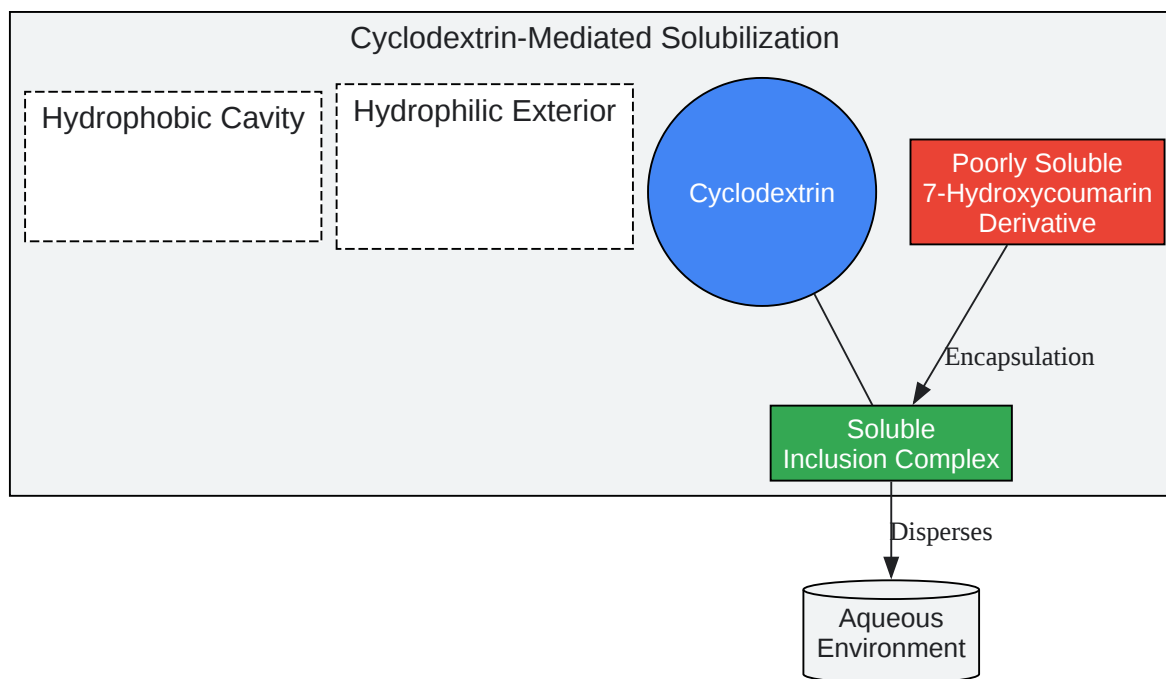 Cyclodextrin-Mediated Solubilization
Hydrophobic Cavity
Hydrophilic Exterior
Cyclodextrin
Poorly Soluble
7-Hydroxycoumarin
Derivative
Encapsulation
Soluble
Inclusion Complex
Disperses
Aqueous
Environment